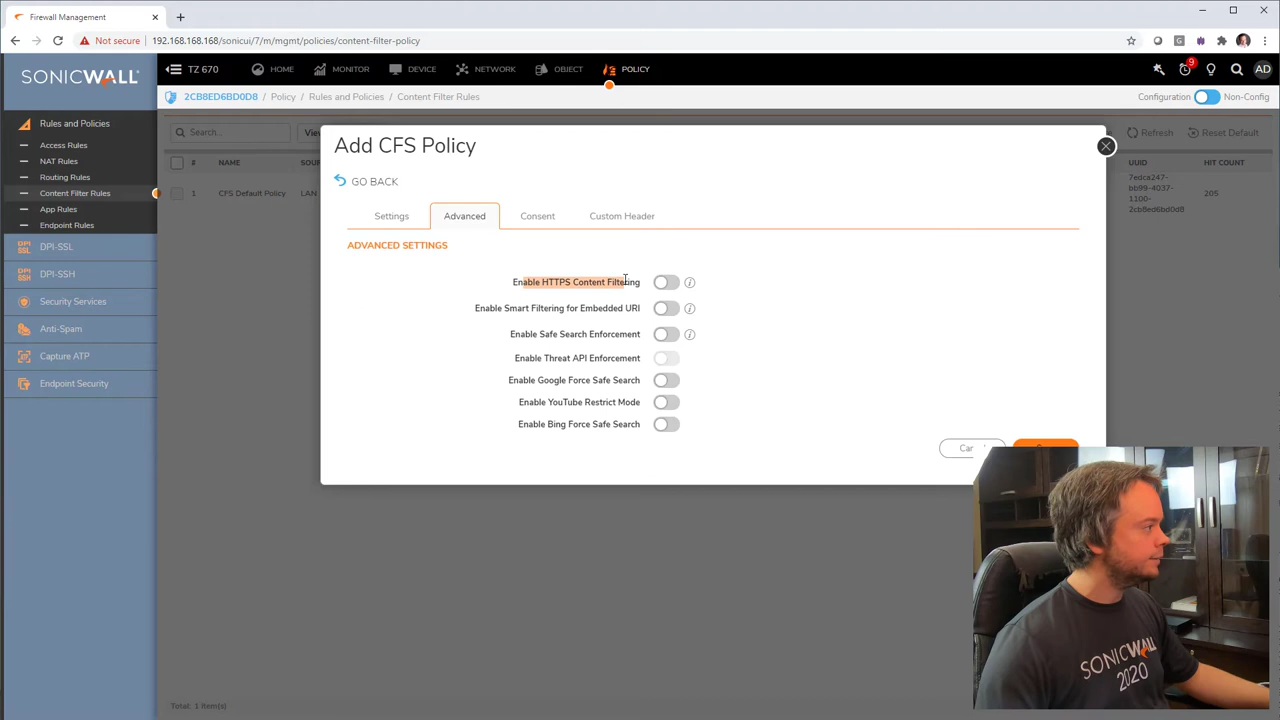 Firewall Management
Not secure 192.168.168.168/sonicui/7/m/mgmt/policies/content-filter-policy
SONICWALL TZ 670 HOME MONITOR DEVICE NETWORK OBJECT POLICY 9 AD
2CB8ED6BD0D8 / Policy / Rules and Policies / Content Filter Rules Configuration Non-Config
Rules and Policies
Access Rules
NAT Rules
Routing Rules
Content Filter Rules
App Rules
Endpoint Rules
DPI-SSL
DPI-SSH
Security Services
Anti-Spam
Capture ATP
Endpoint Security
Search... Refresh Reset Default
# NAME UUID HIT COUNT
1 CFS Default Policy LAN 7edca247-
bb99-4037-
1100-
2cb8ed6bd0d8
205
Add CFS Policy
GO BACK
Settings Advanced Consent Custom Header
ADVANCED SETTINGS
Enable HTTPS Content Filtering
Enable Smart Filtering for Embedded URI
Enable Safe Search Enforcement
Enable Threat API Enforcement
Enable Google Force Safe Search
Enable YouTube Restrict Mode
Enable Bing Force Safe Search
Total: 1 item(s)
SONICWALL
2020